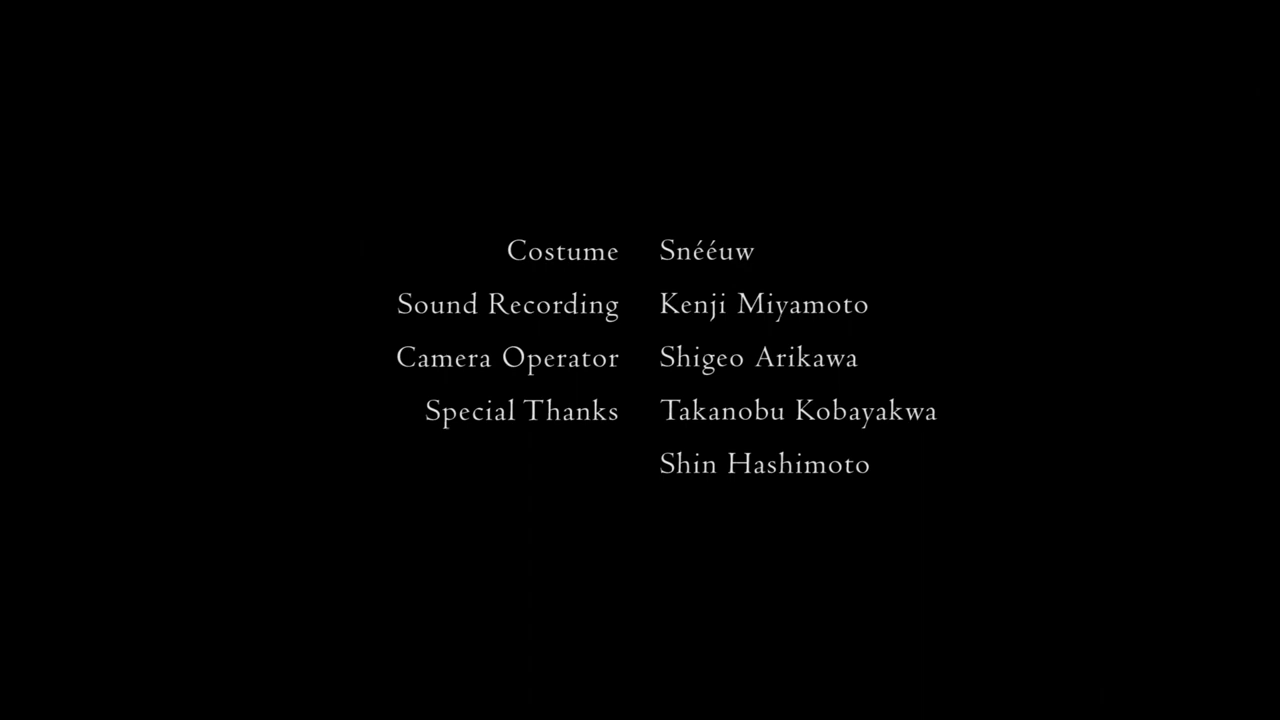 Costume Snééuw
Sound Recording Kenji Miyamoto
Camera Operator Shigeo Arikawa
Special Thanks Takanobu Kobayakwa
Shin Hashimoto